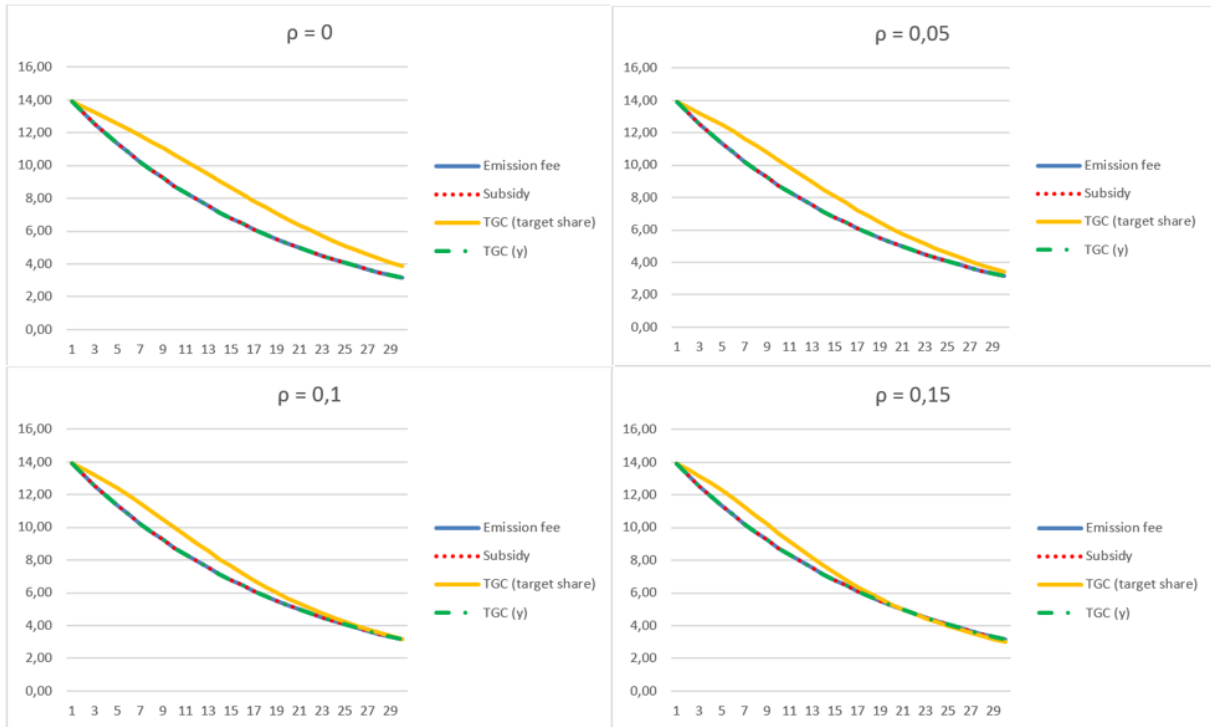 ρ = 0
16,00
14,00
12,00
10,00
8,00
6,00
4,00
2,00
0,00
1 3 5 7 9 11 13 15 17 19 21 23 25 27 29
Emission fee
Subsidy
TGC (target share)
TGC (y)
ρ = 0,05
16,00
14,00
12,00
10,00
8,00
6,00
4,00
2,00
0,00
1 3 5 7 9 11 13 15 17 19 21 23 25 27 29
Emission fee
Subsidy
TGC (target share)
TGC (y)
ρ = 0,1
16,00
14,00
12,00
10,00
8,00
6,00
4,00
2,00
0,00
1 3 5 7 9 11 13 15 17 19 21 23 25 27 29
Emission fee
Subsidy
TGC (target share)
TGC (y)
ρ = 0,15
16,00
14,00
12,00
10,00
8,00
6,00
4,00
2,00
0,00
1 3 5 7 9 11 13 15 17 19 21 23 25 27 29
Emission fee
Subsidy
TGC (target share)
TGC (y)